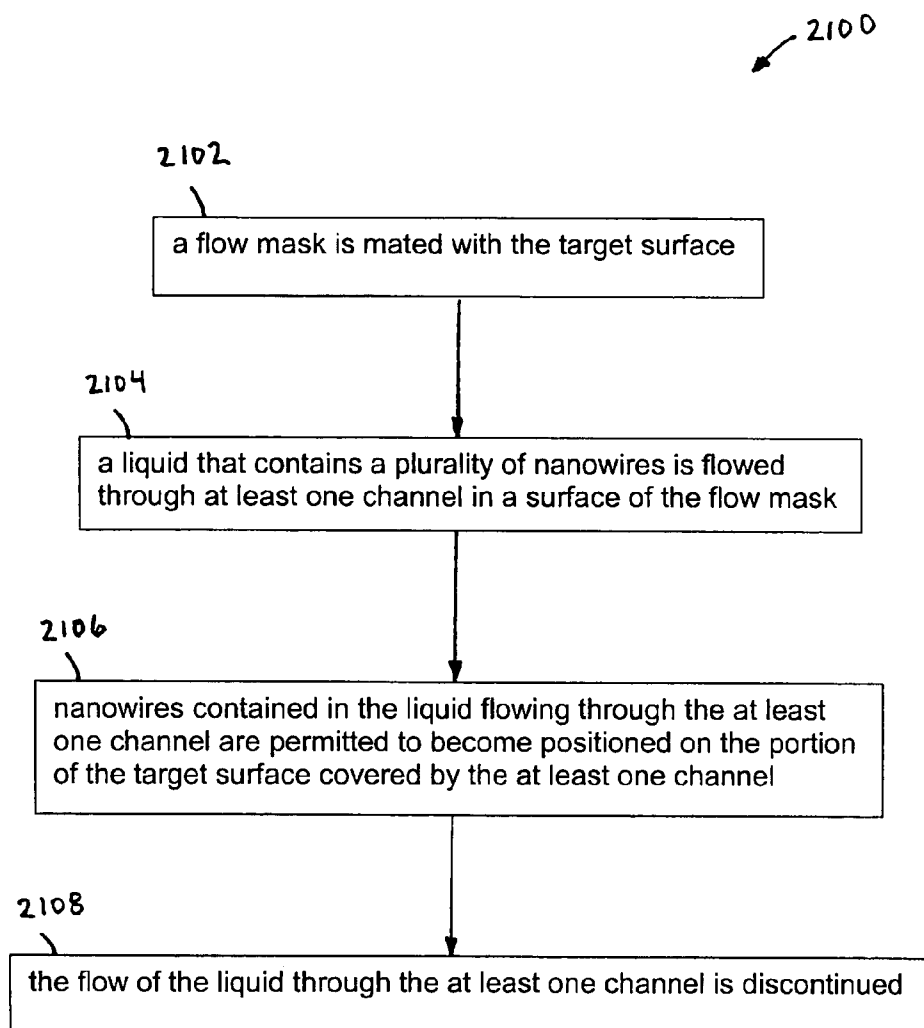 2100
2102
a flow mask is mated with the target surface
2104
a liquid that contains a plurality of nanowires is flowed
through at least one channel in a surface of the flow mask
2106
nanowires contained in the liquid flowing through the at least
one channel are permitted to become positioned on the portion
of the target surface covered by the at least one channel
2108
the flow of the liquid through the at least one channel is discontinued